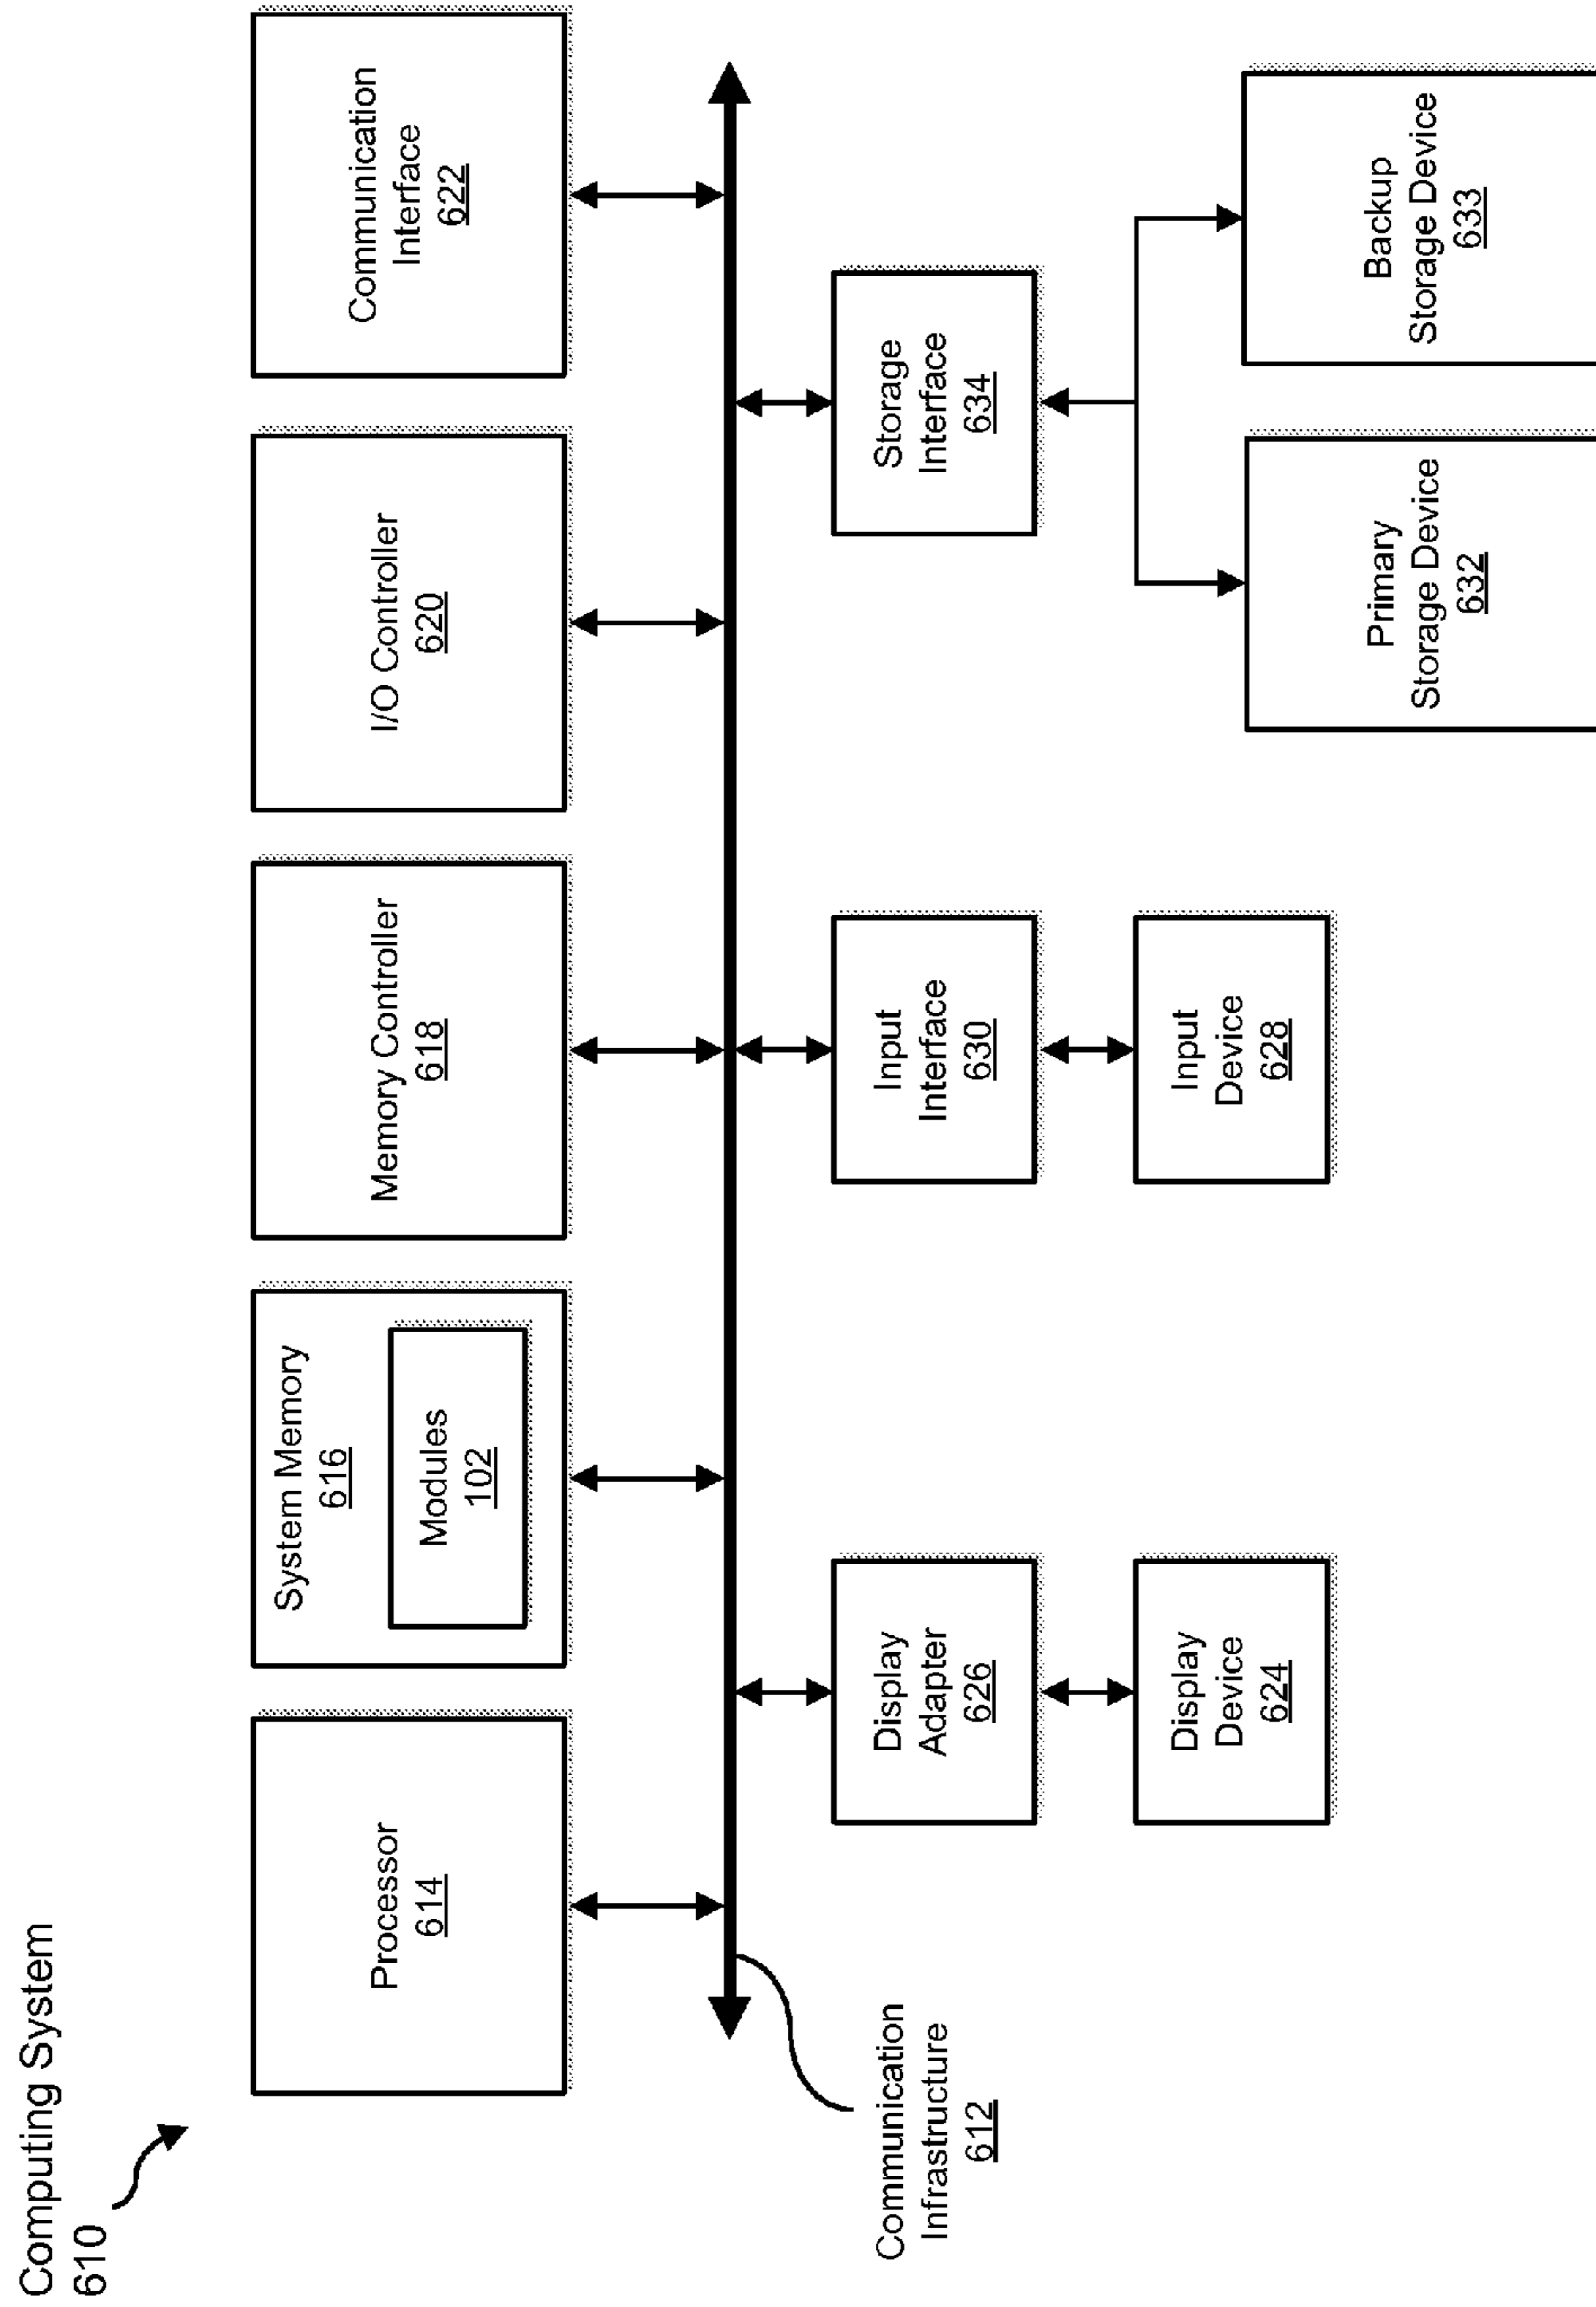 Computing System
610
Processor
614
System Memory
616
Modules
102
Memory Controller
618
I/O Controller
620
Communication
Interface
622
Communication
Infrastructure
612
Display
Adapter
626
Input
Interface
630
Storage
Interface
634
Display
Device
624
Input
Device
628
Primary
Storage Device
632
Backup
Storage Device
633